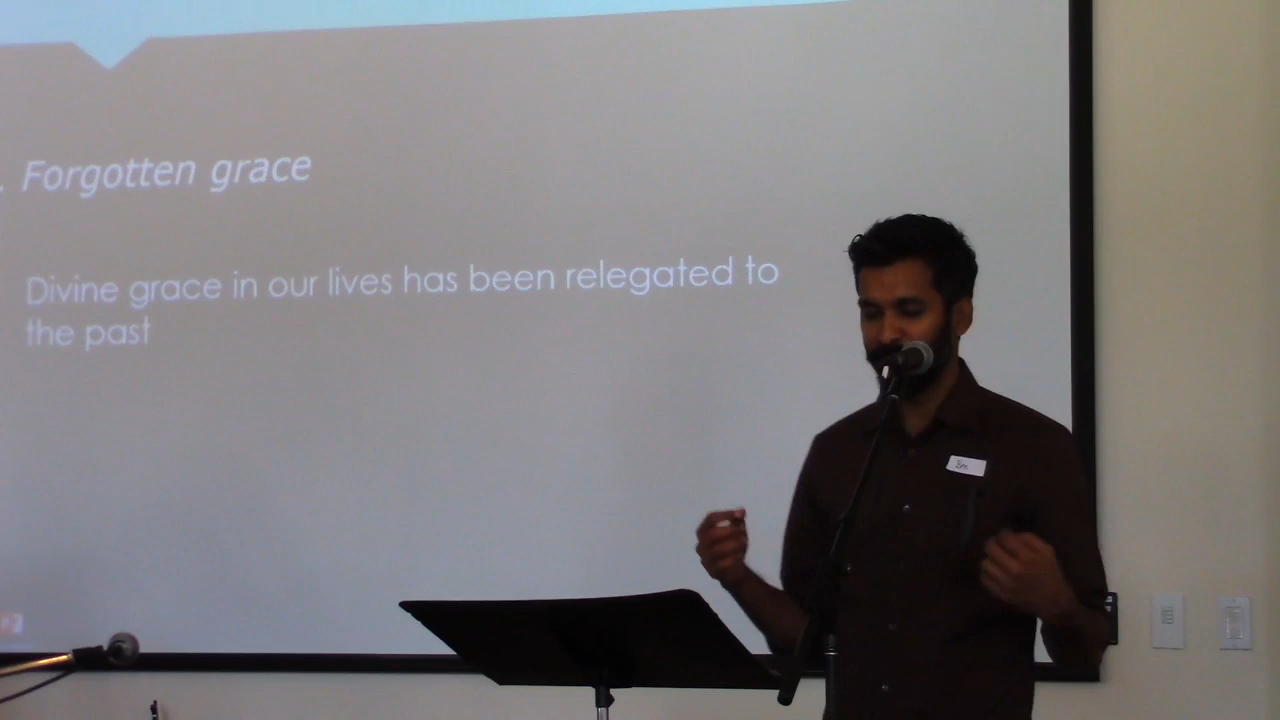 . Forgotten grace
Divine grace in our lives has been relegated to
the past